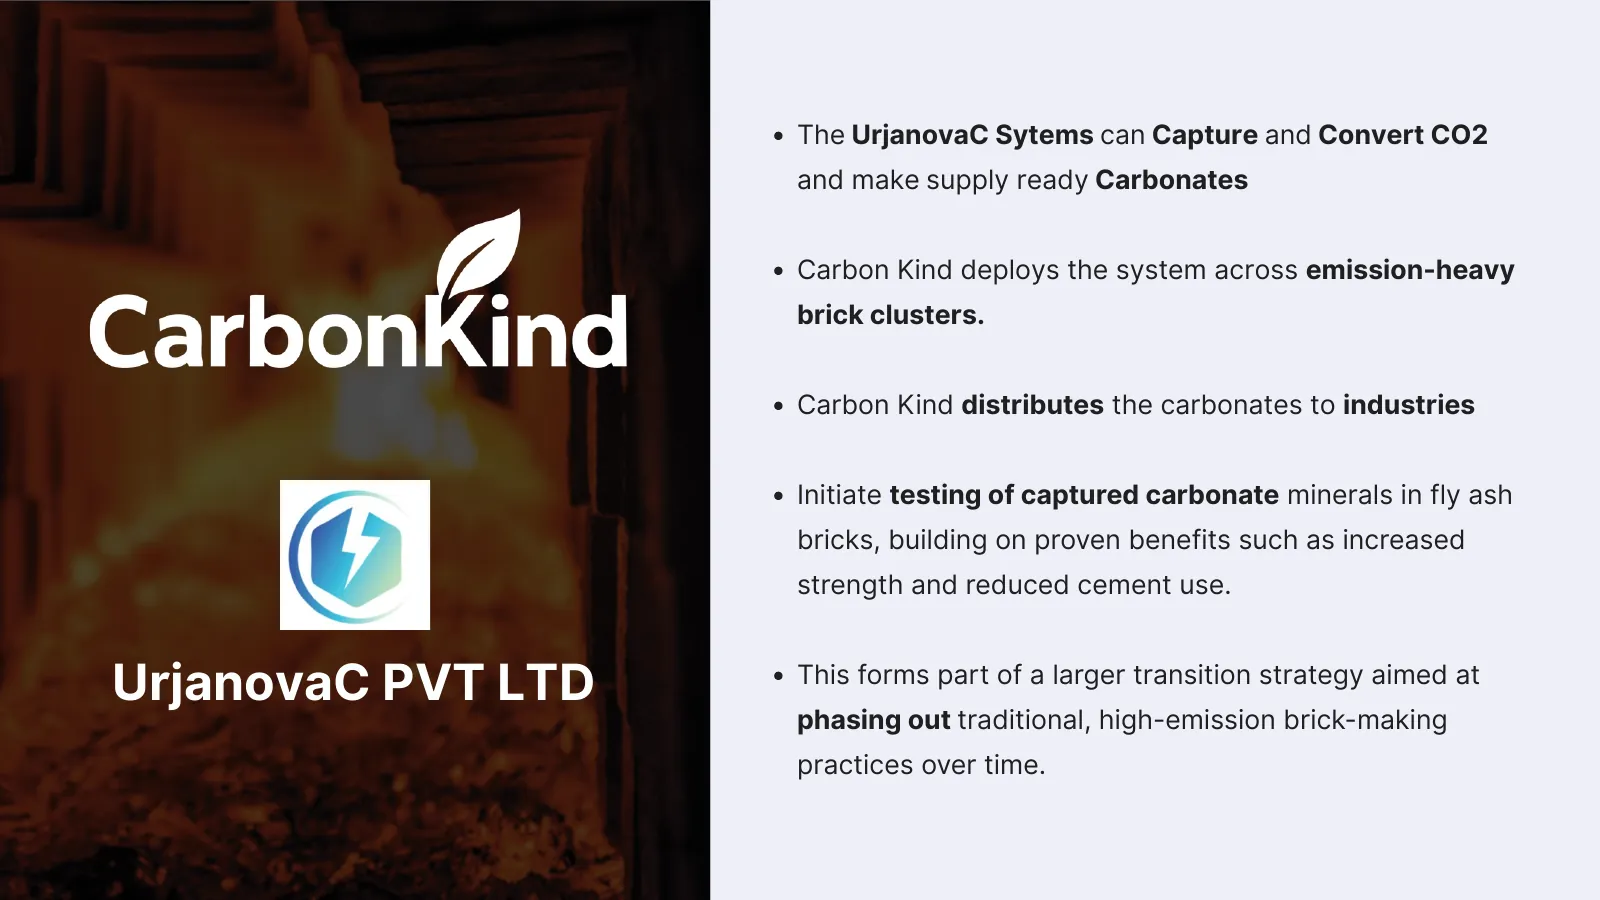 CarbonKind
UrjanovaC PVT LTD
• The UrjanovaC Sytems can Capture and Convert CO2
and make supply ready Carbonates
• Carbon Kind deploys the system across emission-heavy
brick clusters.
• Carbon Kind distributes the carbonates to industries
• Initiate testing of captured carbonate minerals in fly ash
bricks, building on proven benefits such as increased
strength and reduced cement use.
• This forms part of a larger transition strategy aimed at
phasing out traditional, high-emission brick-making
practices over time.